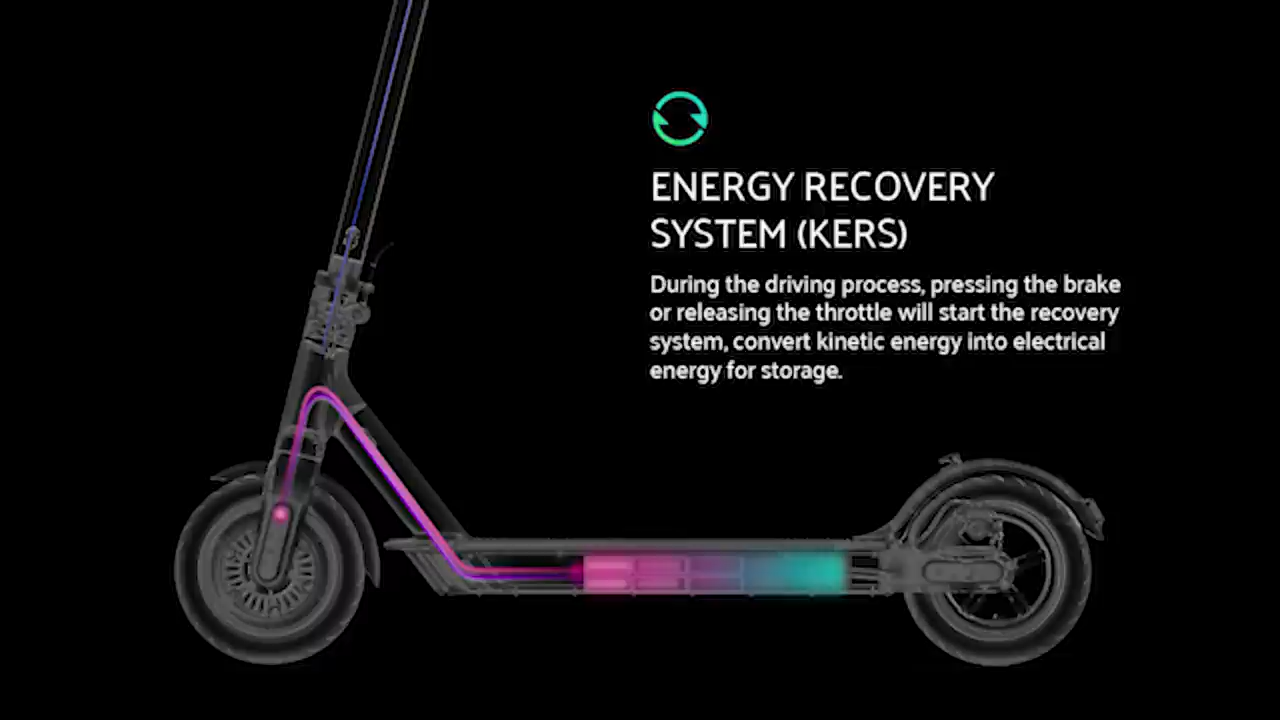 ENERGY RECOVERY
SYSTEM (KERS)
During the driving process, pressing the brake
or releasing the throttle will start the recovery
system, convert kinetic energy into electrical
energy for storage.